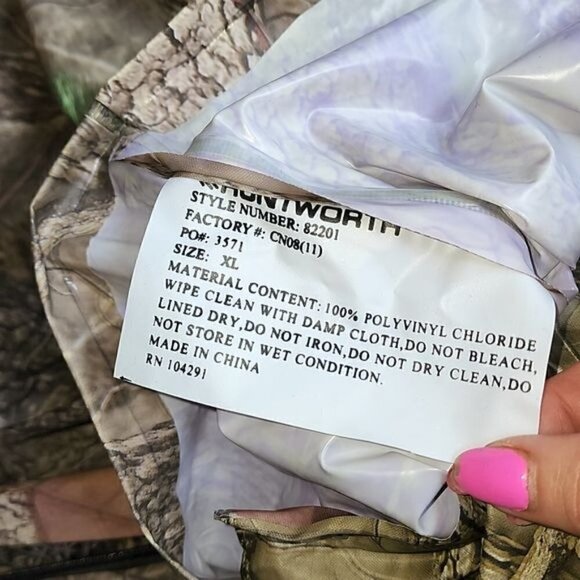 HUNTWORTH
STYLE NUMBER: 82201
FACTORY #: CN08(11)
PO#: 3571
SIZE: XL
MATERIAL CONTENT: 100% POLYVINYL CHLORIDE
WIPE CLEAN WITH DAMP CLOTH,DO NOT BLEACH,
LINED DRY,DO NOT IRON,DO NOT DRY CLEAN,DO
NOT STORE IN WET CONDITION.
MADE IN CHINA
RN 104291